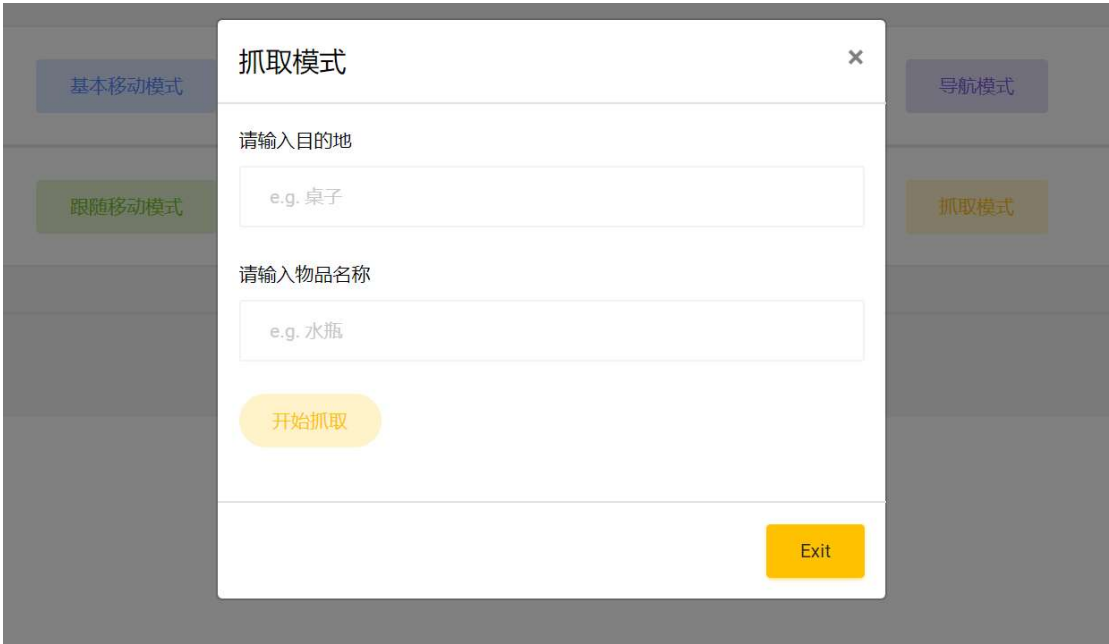 抓取模式
×
基本移动模式
导航模式
请输入目的地
e.g. 桌子
跟随移动模式
抓取模式
请输入物品名称
e.g. 水瓶
开始抓取
Exit